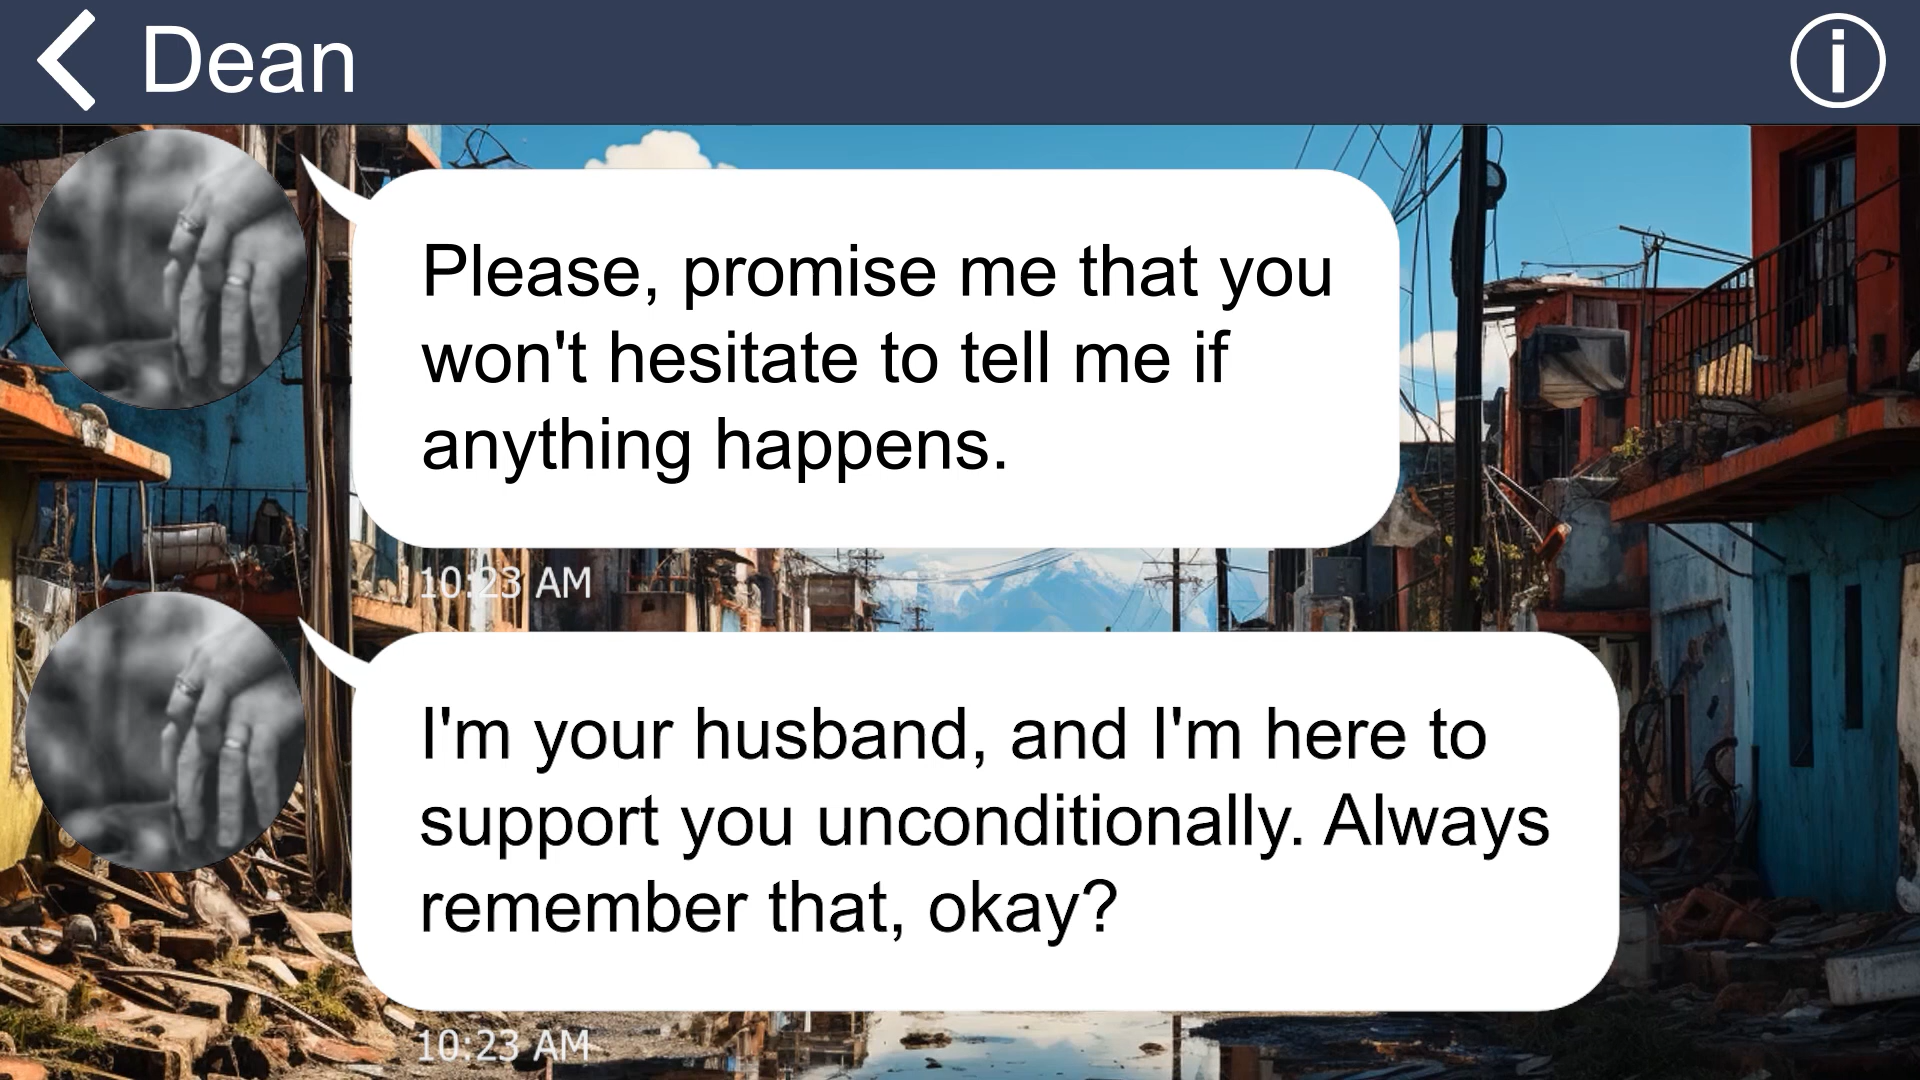 Dean
Please, promise me that you
won't hesitate to tell me if
anything happens.
10:23 AM
I'm your husband, and I'm here to
support you unconditionally. Always
remember that, okay?
10:23 AM